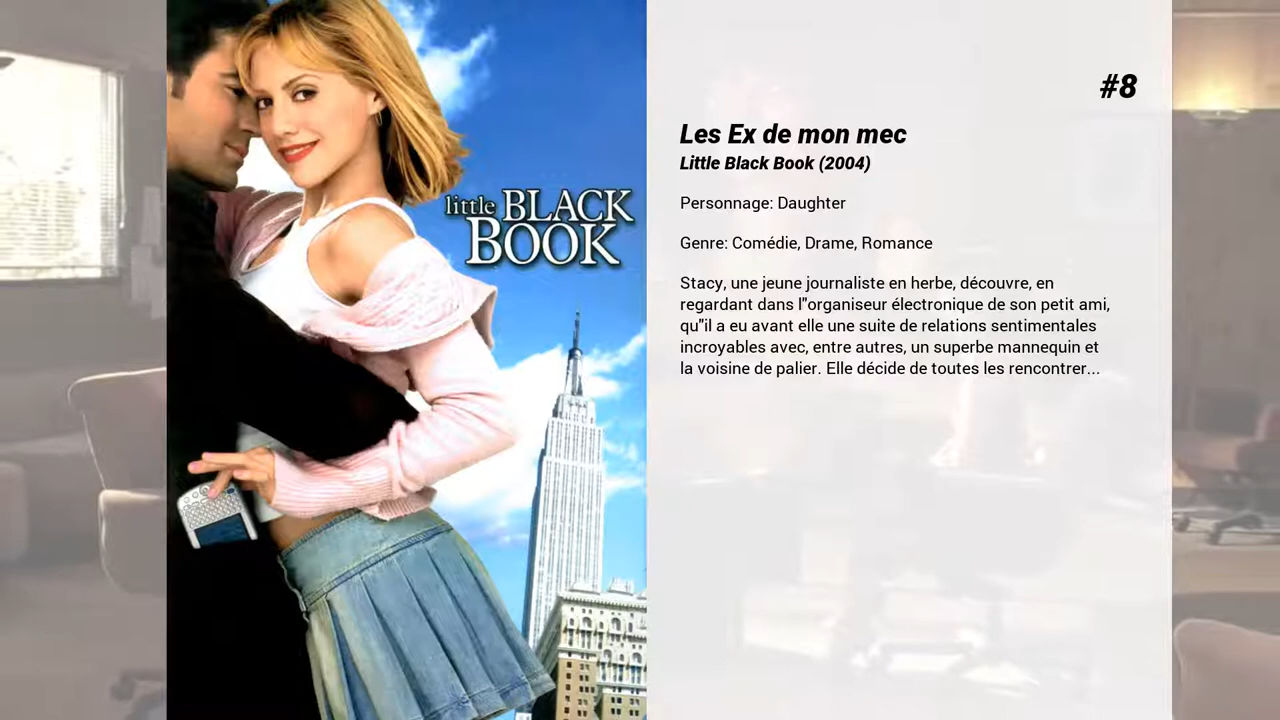 little BLACK
BOOK
#8
Les Ex de mon mec
Little Black Book (2004)
Personnage: Daughter
Genre: Comédie, Drame, Romance
Stacy, une jeune journaliste en herbe, découvre, en
regardant dans l"organiseur électronique de son petit ami,
qu"il a eu avant elle une suite de relations sentimentales
incroyables avec, entre autres, un superbe mannequin et
la voisine de palier. Elle décide de toutes les rencontrer...